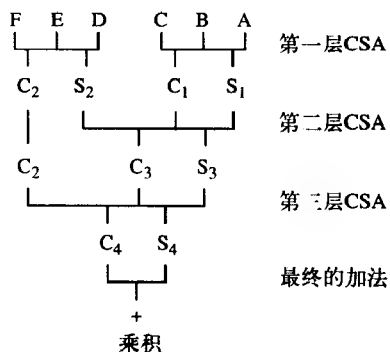 F E D C B A
第一层CSA
C₂ S₂ C₁ S₁
第二层CSA
C₂ C₃ S₃
第三层CSA
C₄ S₄
最终的加法
+
乘积